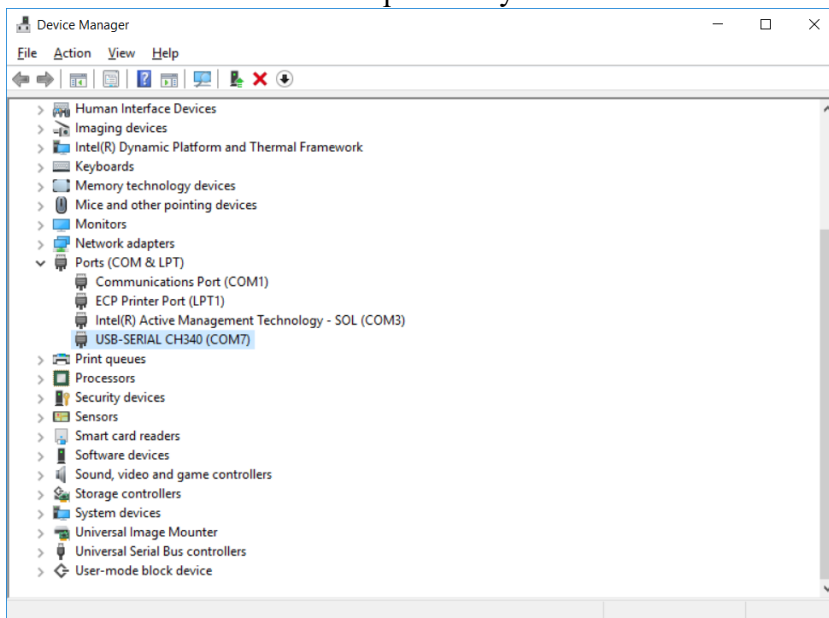 Device Manager
File Action View Help
Human Interface Devices
Imaging devices
Intel(R) Dynamic Platform and Thermal Framework
Keyboards
Memory technology devices
Mice and other pointing devices
Monitors
Network adapters
Ports (COM & LPT)
Communications Port (COM1)
ECP Printer Port (LPT1)
Intel(R) Active Management Technology - SOL (COM3)
USB-SERIAL CH340 (COM7)
Print queues
Processors
Security devices
Sensors
Smart card readers
Software devices
Sound, video and game controllers
Storage controllers
System devices
Universal Image Mounter
Universal Serial Bus controllers
User-mode block device